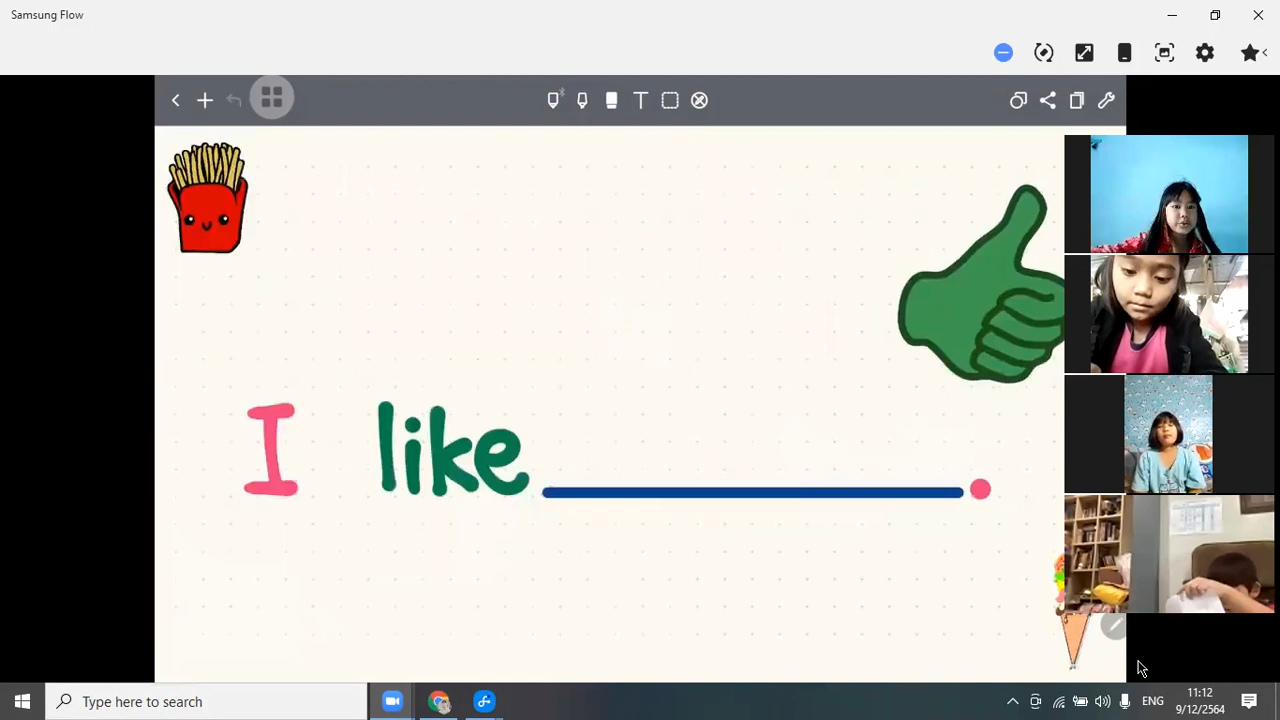 Samsung Flow
I like
.
Type here to search
ENG
11:12
9/12/2564